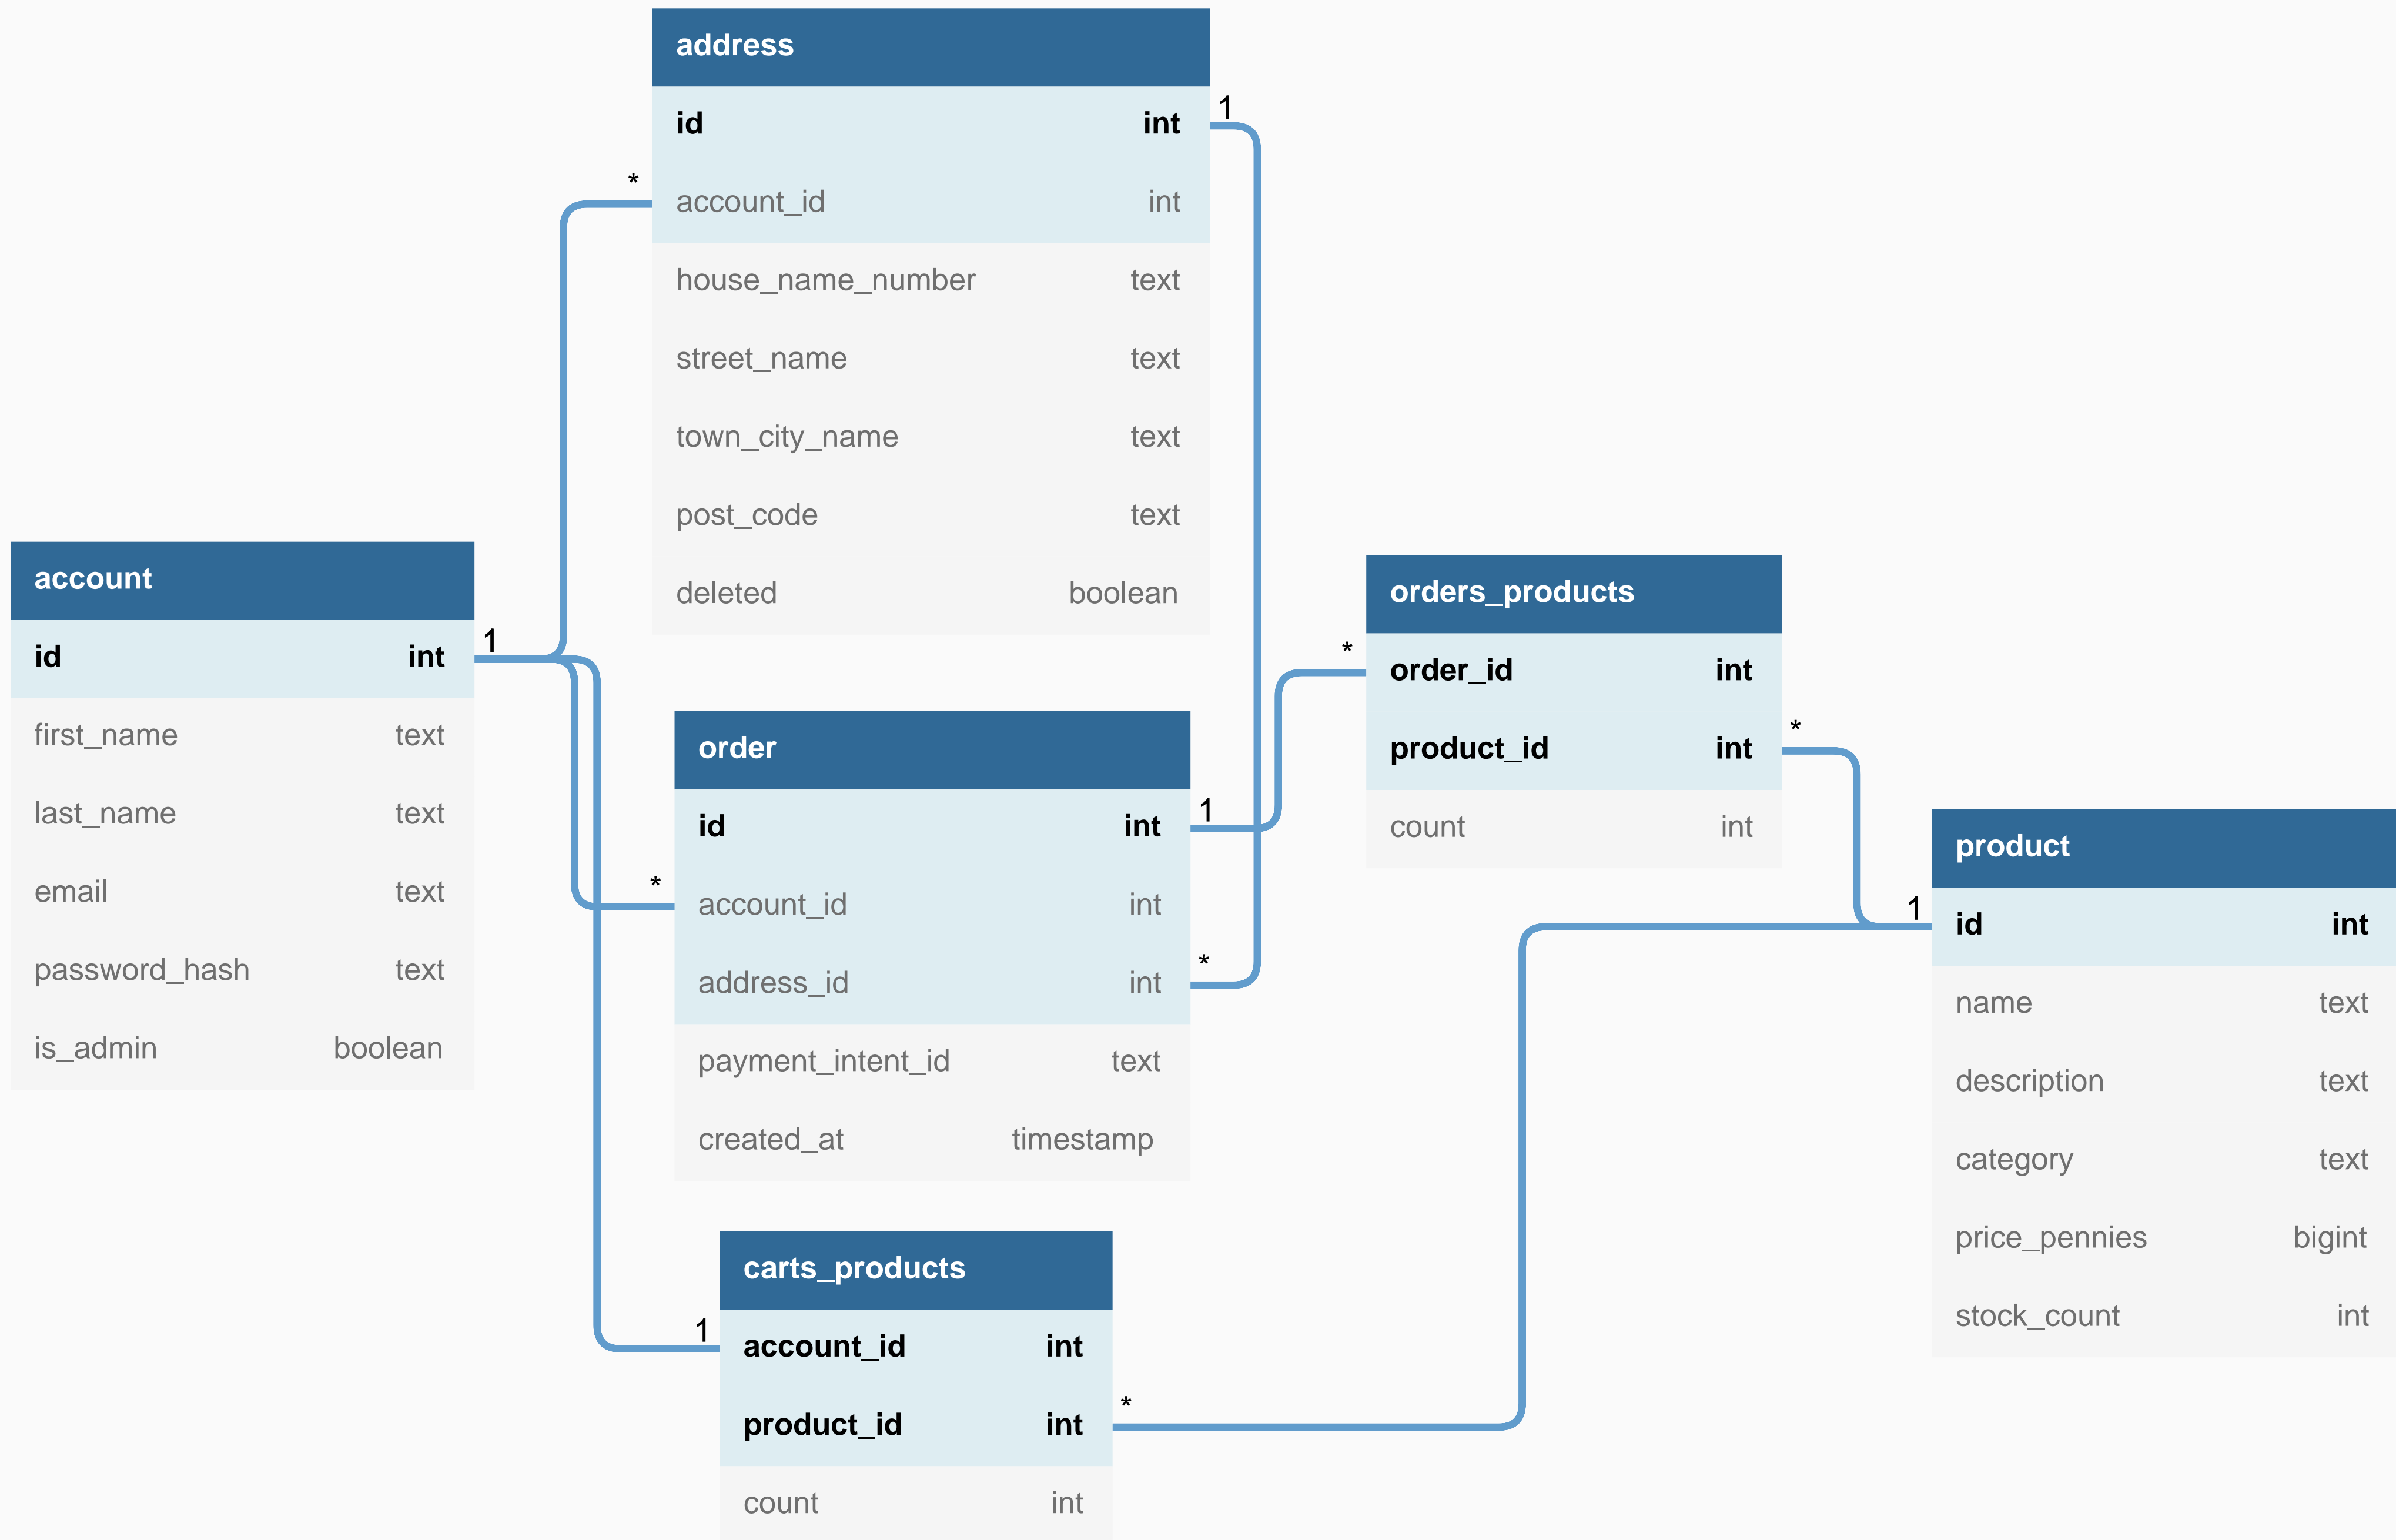 address
id int
account_id int
house_name_number text
street_name text
town_city_name text
post_code text
deleted boolean
1
*
account
id int
first_name text
last_name text
email text
password_hash text
is_admin boolean
1
order
id int
account_id int
address_id int
payment_intent_id text
created_at timestamp
1
*
*
orders_products
order_id int
product_id int
count int
*
*
product
id int
name text
description text
category text
price_pennies bigint
stock_count int
1
carts_products
account_id int
product_id int
count int
1
*